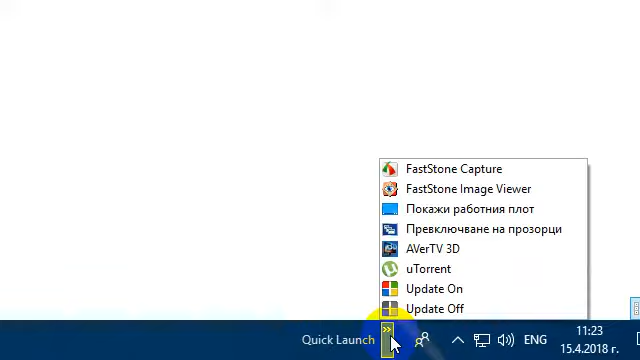 FastStone Capture
FastStone Image Viewer
Покажи работния плот
Превключване на прозорци
AVerTV 3D
uTorrent
Update On
Update Off
Quick Launch
»
ENG
11:23
15.4.2018 г.